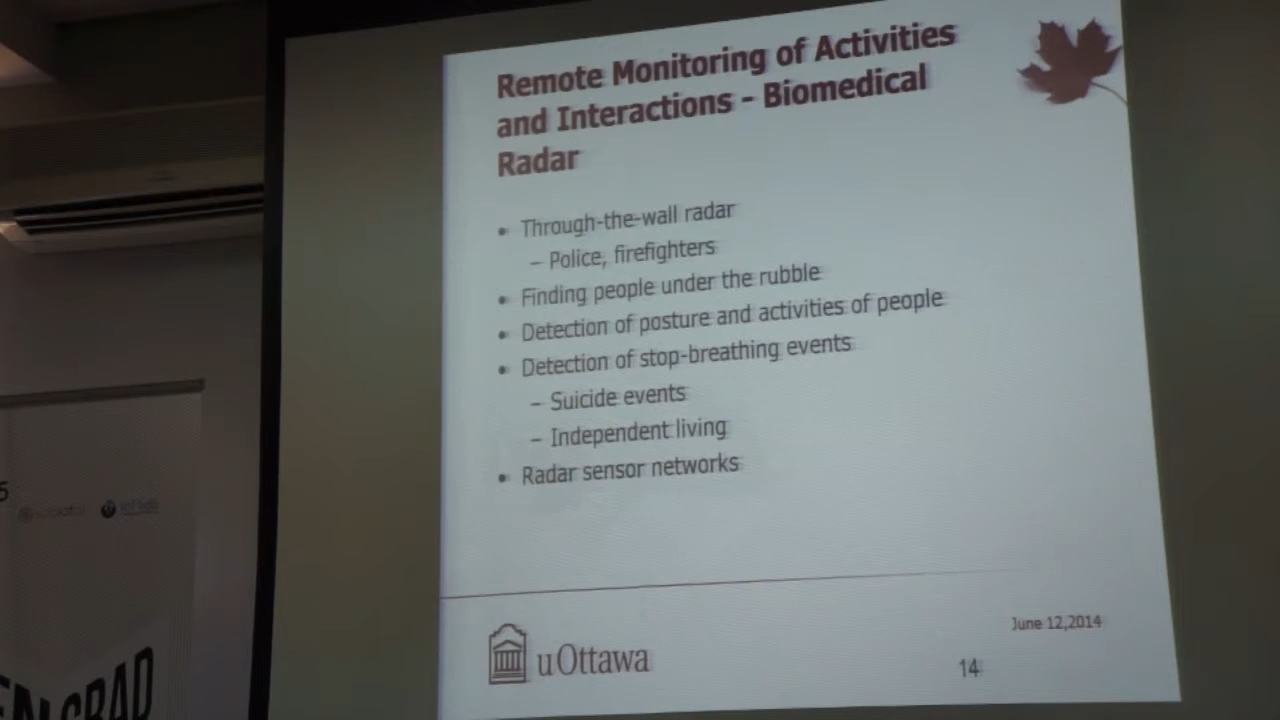 Remote Monitoring of Activities
and Interactions - Biomedical
Radar
• Through-the-wall radar
– Police, firefighters
• Finding people under the rubble
• Detection of posture and activities of people
• Detection of stop-breathing events
– Suicide events
– Independent living
• Radar sensor networks
uOttawa
June 12,2014
14
5